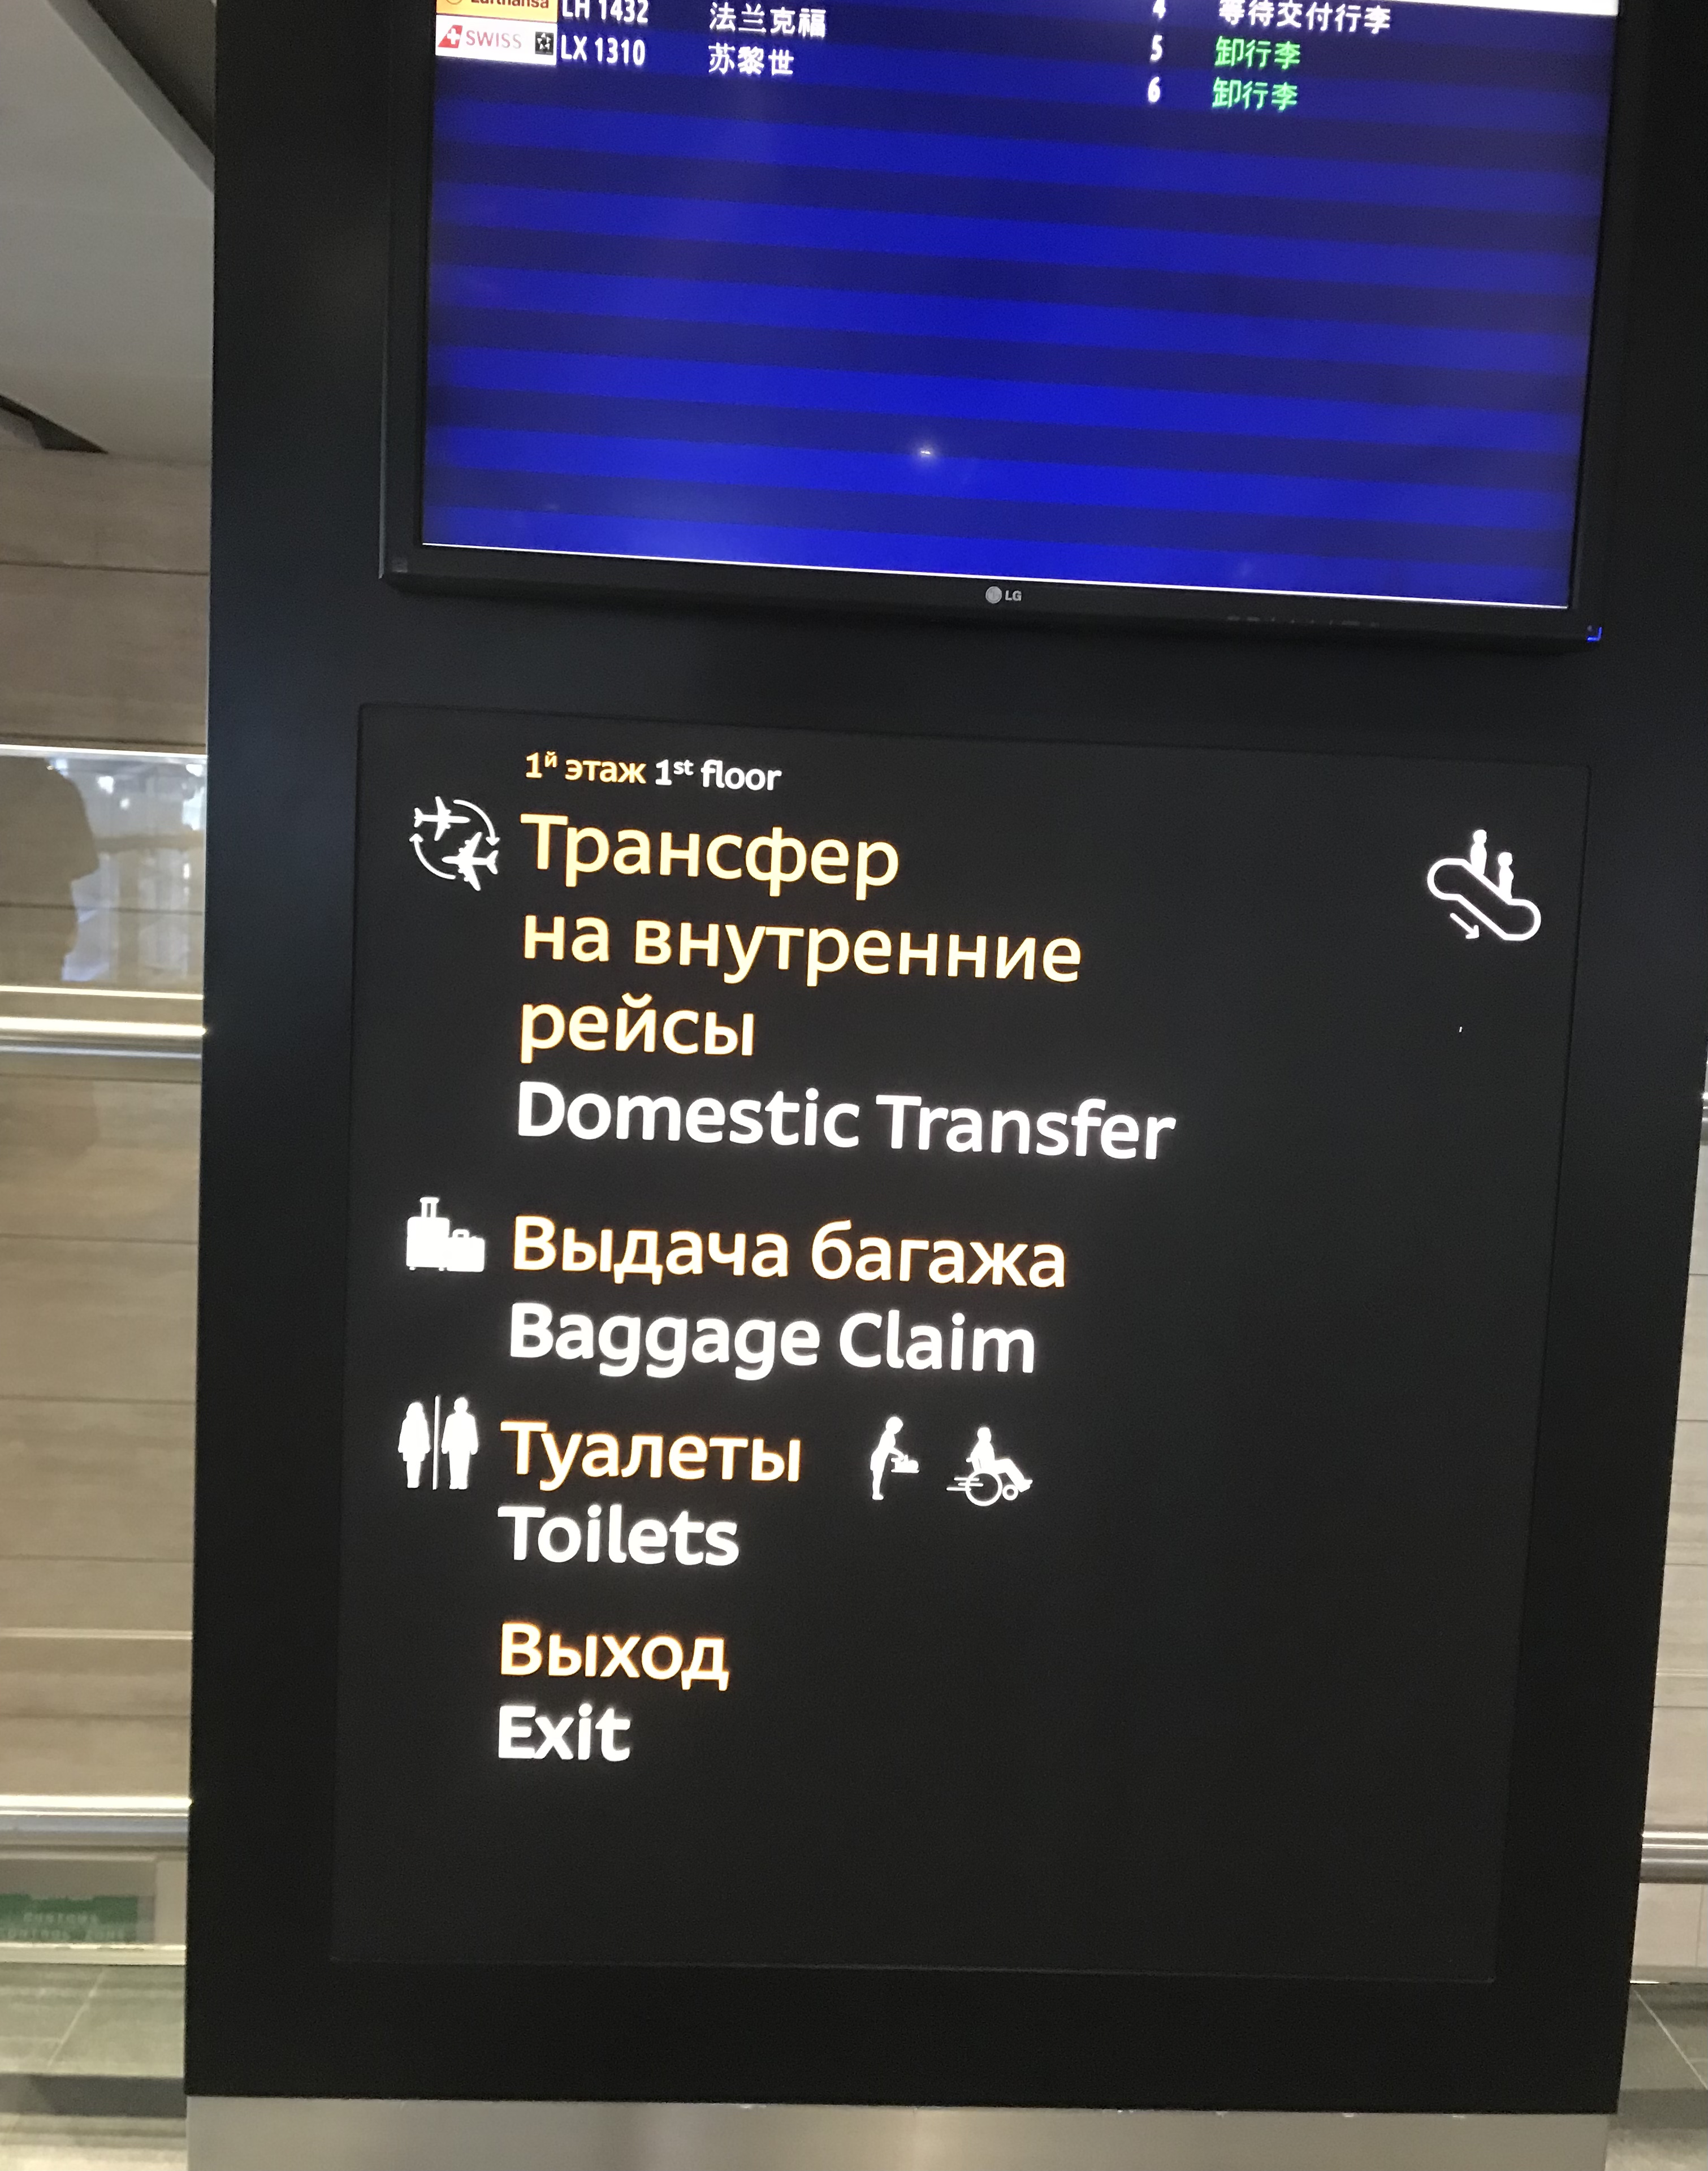 Lufthansa LH 1432 法兰克福 4 等待交付行李
SWISS LX 1310 苏黎世 5 卸行李
6 卸行李
LG
1й этаж 1st floor
Трансфер
на внутренние
рейсы
Domestic Transfer
Выдача багажа
Baggage Claim
Туалеты
Toilets
Выход
Exit